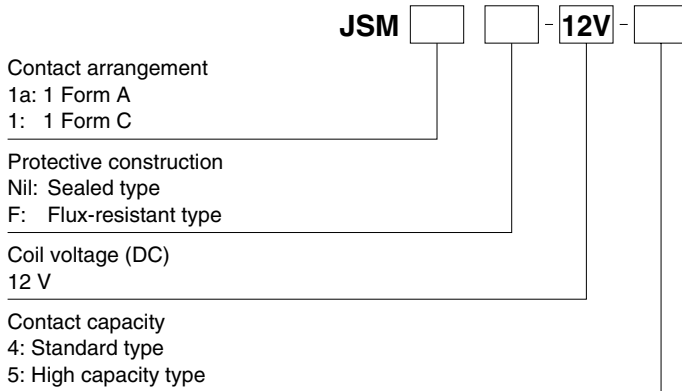 JSM - 12V -
Contact arrangement
1a: 1 Form A
1: 1 Form C
Protective construction
Nil: Sealed type
F: Flux-resistant type
Coil voltage (DC)
12 V
Contact capacity
4: Standard type
5: High capacity type